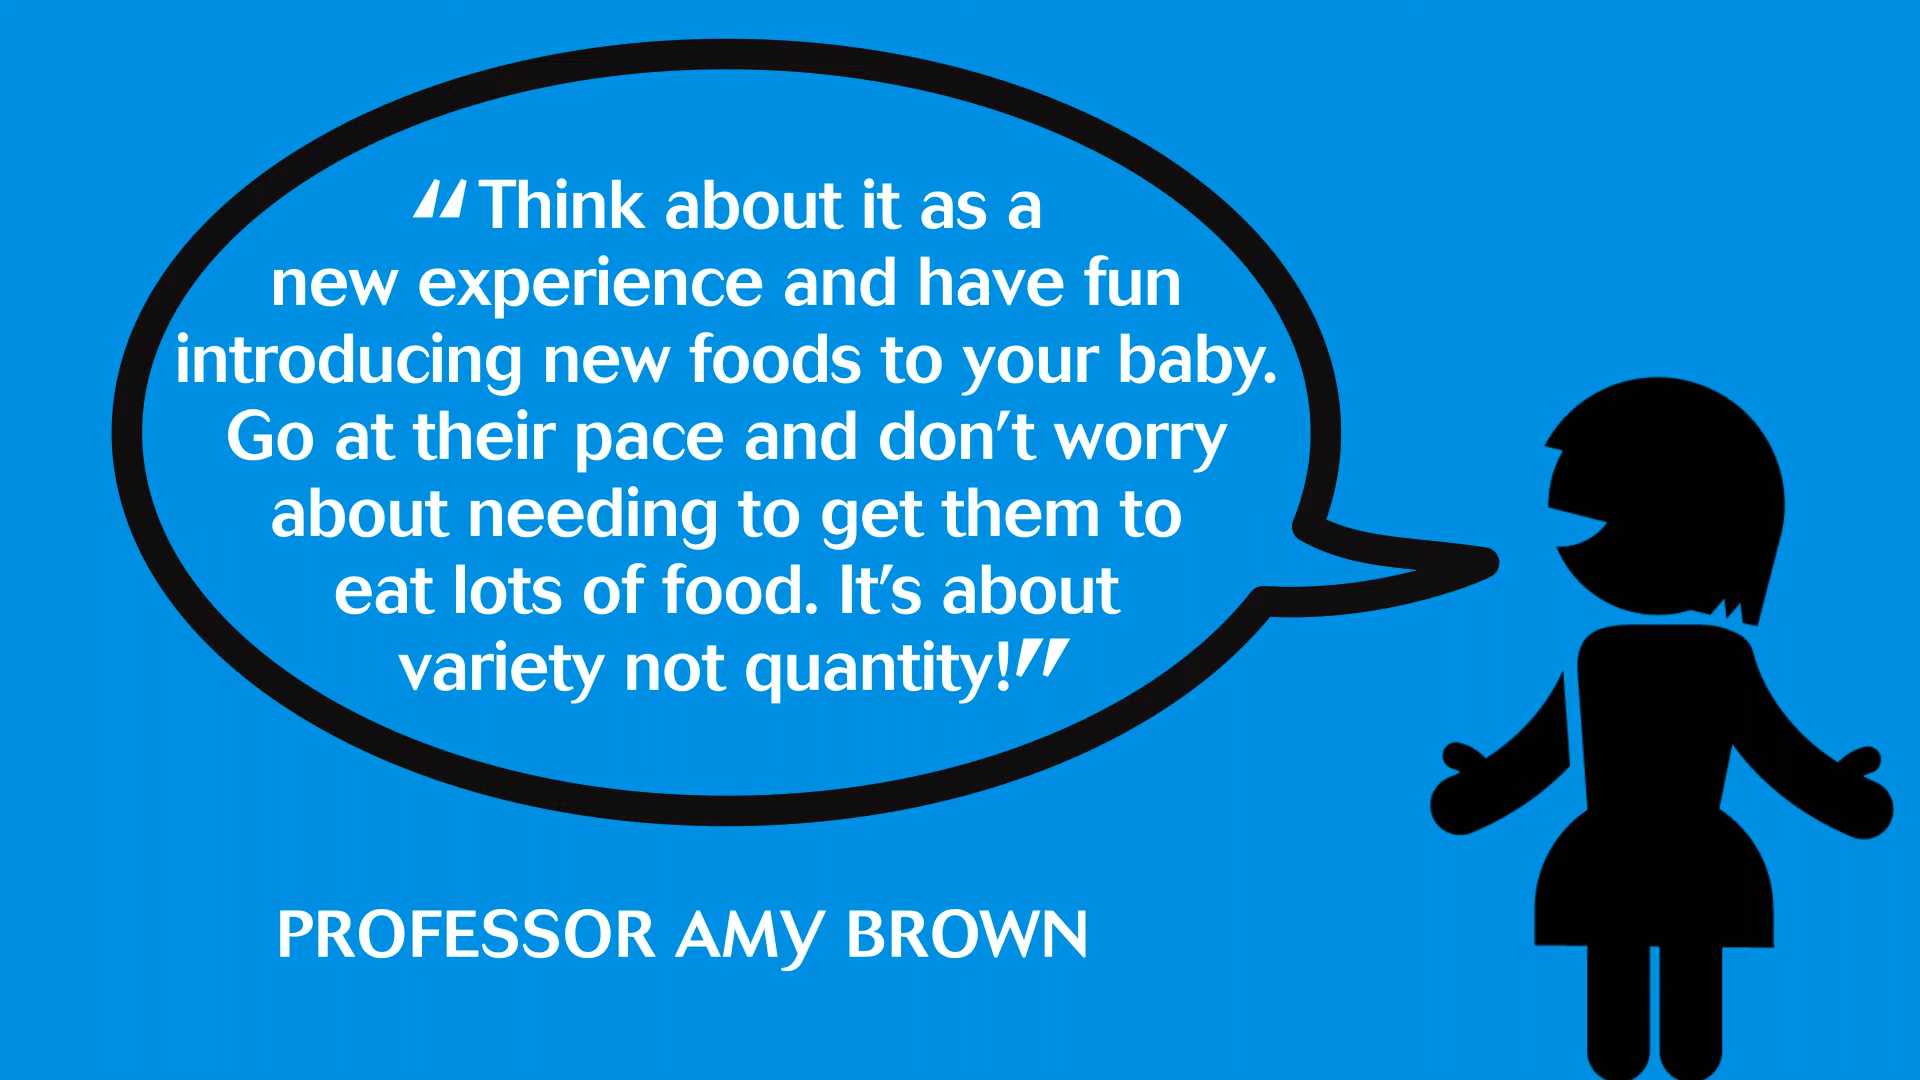 “Think about it as a
new experience and have fun
introducing new foods to your baby.
Go at their pace and don’t worry
about needing to get them to
eat lots of food. It’s about
variety not quantity!”
PROFESSOR AMY BROWN